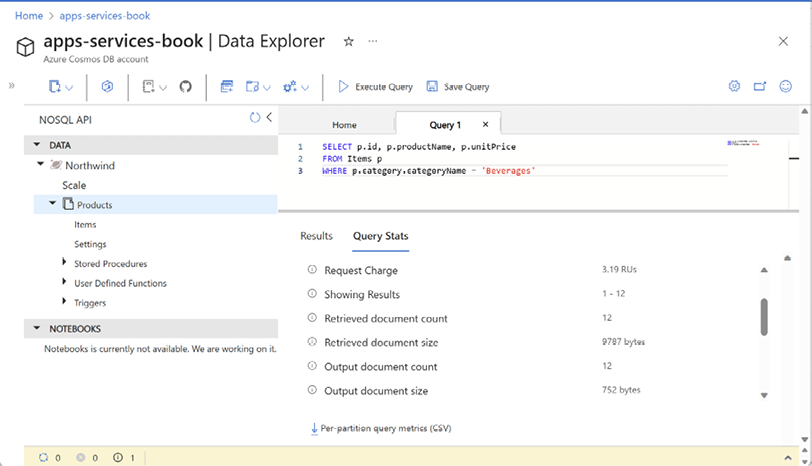 Home > apps-services-book
apps-services-book | Data Explorer
Azure Cosmos DB account
Execute Query Save Query
NOSQL API
DATA
Northwind
Scale
Products
Items
Settings
Stored Procedures
User Defined Functions
Triggers
NOTEBOOKS
Notebooks is currently not available. We are working on it.
Home Query 1
1 SELECT p.id, p.productName, p.unitPrice
2 FROM Items p
3 WHERE p.category.categoryName = 'Beverages'
Results Query Stats
Request Charge 3.19 RUs
Showing Results 1 - 12
Retrieved document count 12
Retrieved document size 9787 bytes
Output document count 12
Output document size 752 bytes
Per-partition query metrics (CSV)
0 0 1